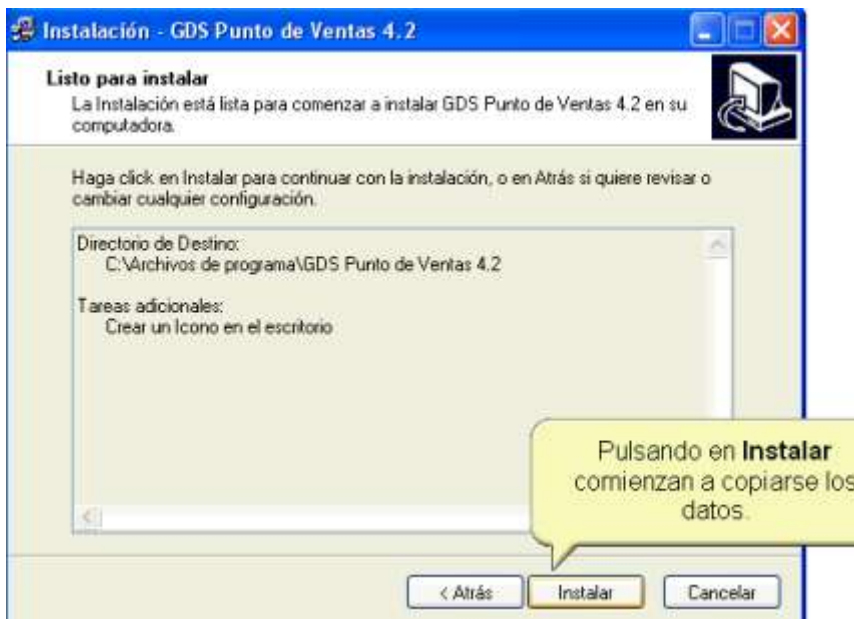 Instalación - GDS Punto de Ventas 4.2
Listo para instalar
La Instalación está lista para comenzar a instalar GDS Punto de Ventas 4.2 en su
computadora.
Haga click en Instalar para continuar con la instalación, o en Atrás si quiere revisar o
cambiar cualquier configuración.
Directorio de Destino:
C:\Archivos de programa\GDS Punto de Ventas 4.2
Tareas adicionales:
Crear un Icono en el escritorio
Pulsando en Instalar
comienzan a copiarse los
datos.
< Atrás
Instalar
Cancelar